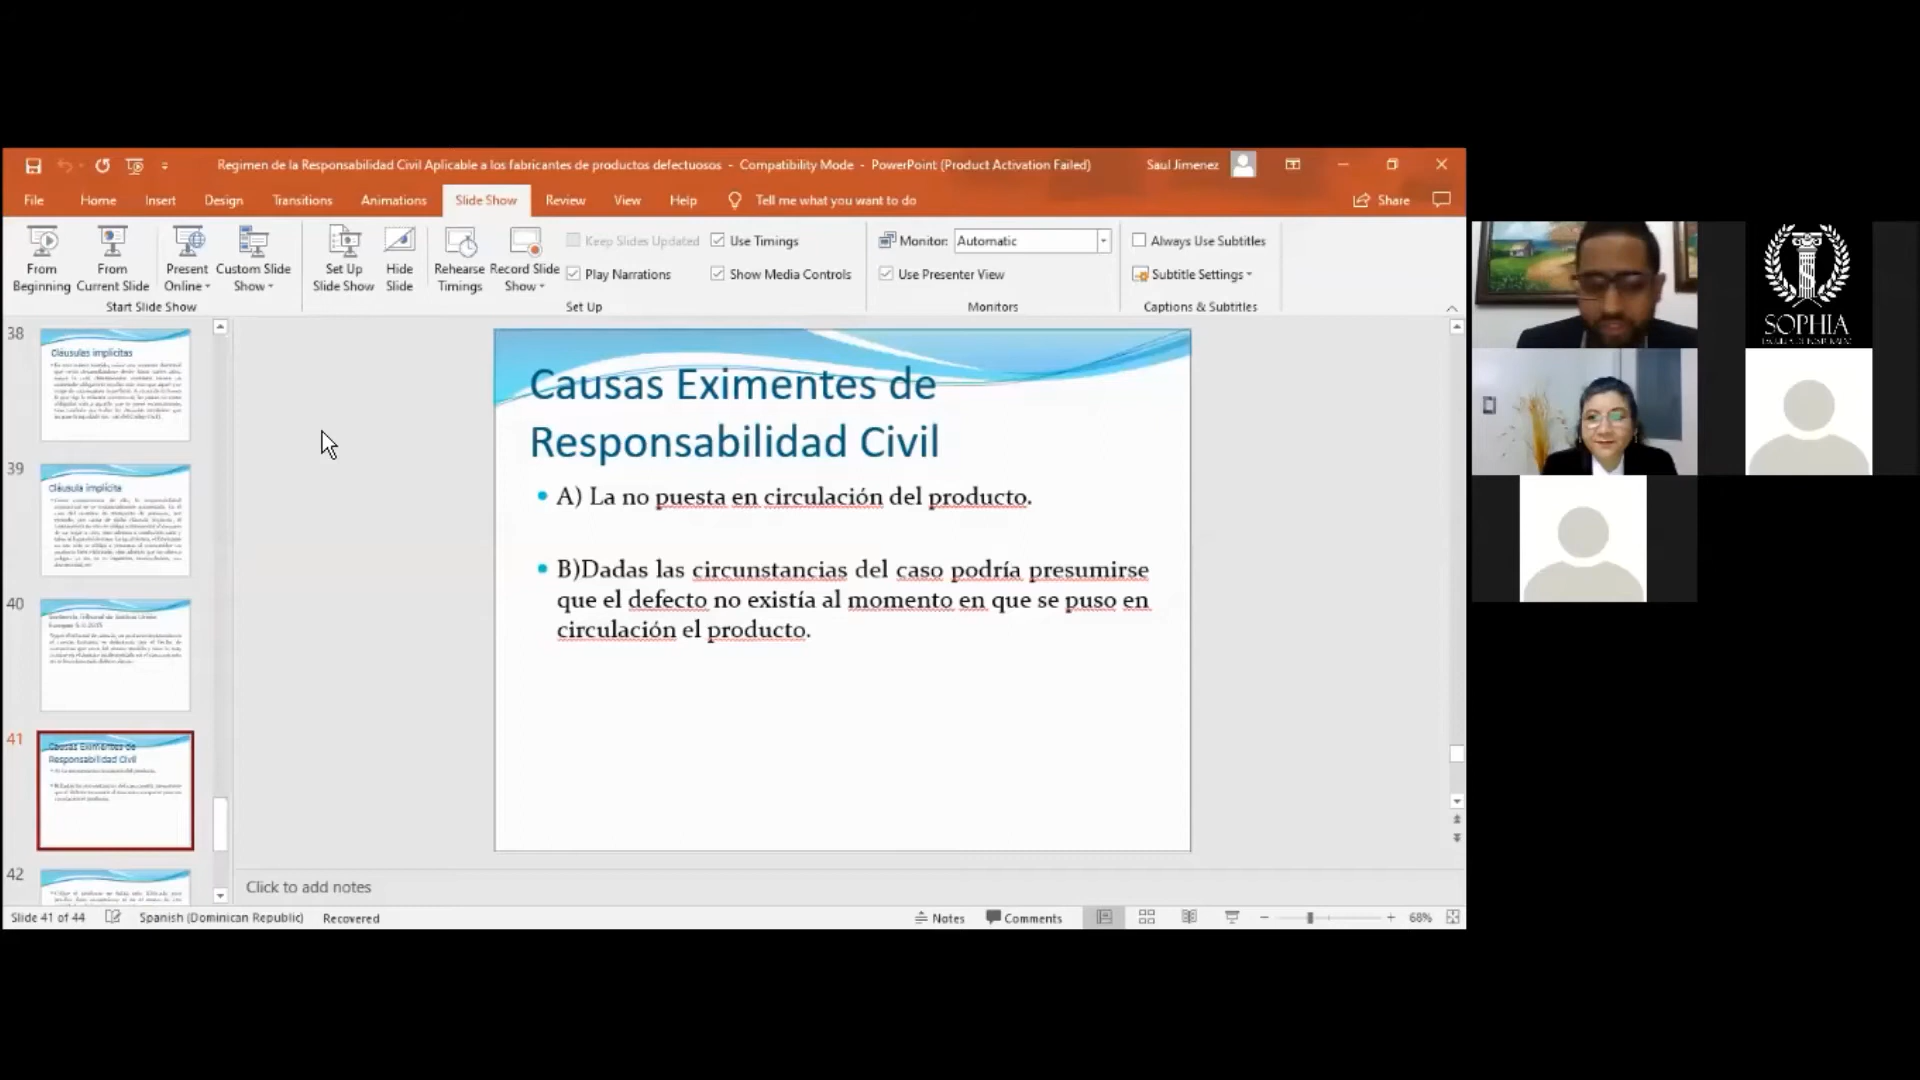 Regimen de la Responsabilidad Civil Aplicable a los fabricantes de productos defectuosos - Compatibility Mode - PowerPoint (Product Activation Failed)
Saul Jimenez
File Home Insert Design Transitions Animations Slide Show Review View Help Tell me what you want to do
Share
From Beginning
From Current Slide
Present Online
Custom Slide Show
Start Slide Show
Set Up Slide Show
Hide Slide
Rehearse Timings
Record Slide Show
Keep Slides Updated
Play Narrations
Use Timings
Show Media Controls
Set Up
Monitor: Automatic
Use Presenter View
Monitors
Always Use Subtitles
Subtitle Settings
Captions & Subtitles
38
Cláusulas implícitas
39
Cláusula implícita
40
41
Causas Eximentes de
Responsabilidad Civil
42
Causas Eximentes de
Responsabilidad Civil
A) La no puesta en circulación del producto.
B)Dadas las circunstancias del caso podría presumirse
que el defecto no existía al momento en que se puso en
circulación el producto.
Click to add notes
Slide 41 of 44
Spanish (Dominican Republic)
Recovered
Notes
Comments
68%
SOPHIA